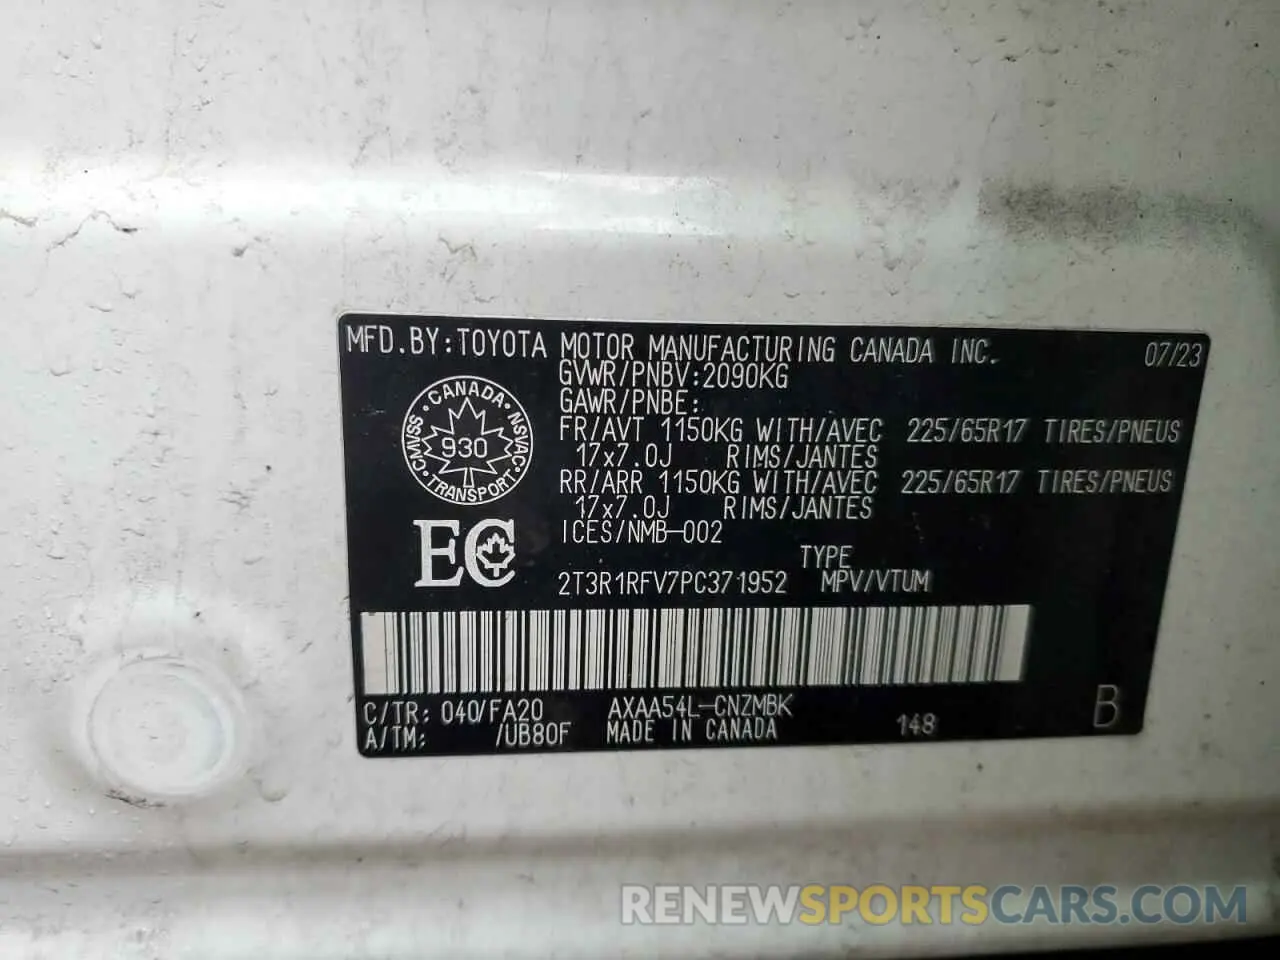 MFD.BY:TOYOTA MOTOR MANUFACTURING CANADA INC. 07/23
GVWR/PNBV:2090KG
GAWR/PNBE:
FR/AVT 1150KG WITH/AVEC 225/65R17 TIRES/PNEUS
17x7.0J RIMS/JANTES
RR/ARR 1150KG WITH/AVEC 225/65R17 TIRES/PNEUS
17x7.0J RIMS/JANTES
ICES/NMB-002
CANADA
CMVSS 930 NSVAC
TRANSPORT
EC
TYPE
2T3R1RFV7PC371952 MPV/VTUM
C/TR: 040/FA20 AXAA54L-CNZMBK
A/TM: /UB80F MADE IN CANADA 148 B
RENEWSPORTSCARS.COM